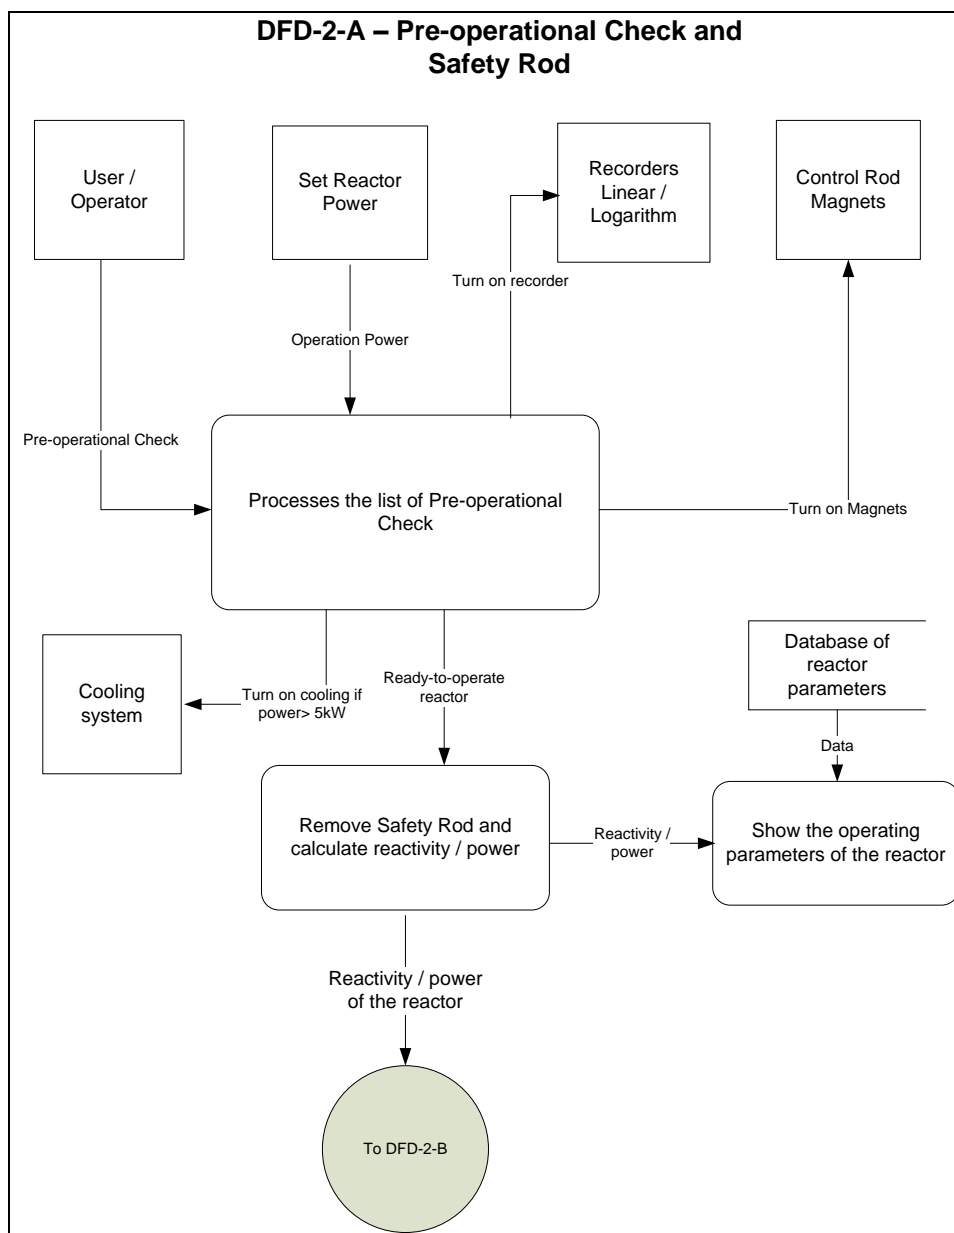 DFD-2-A – Pre-operational Check and
Safety Rod
User /
Operator
Set Reactor
Power
Recorders
Linear /
Logarithm
Control Rod
Magnets
Turn on recorder
Operation Power
Pre-operational Check
Processes the list of Pre-operational
Check
Turn on Magnets
Cooling
system
Turn on cooling if
power> 5kW
Ready-to-operate
reactor
Database of
reactor
parameters
Data
Remove Safety Rod and
calculate reactivity / power
Reactivity /
power
Show the operating
parameters of the reactor
Reactivity / power
of the reactor
To DFD-2-B